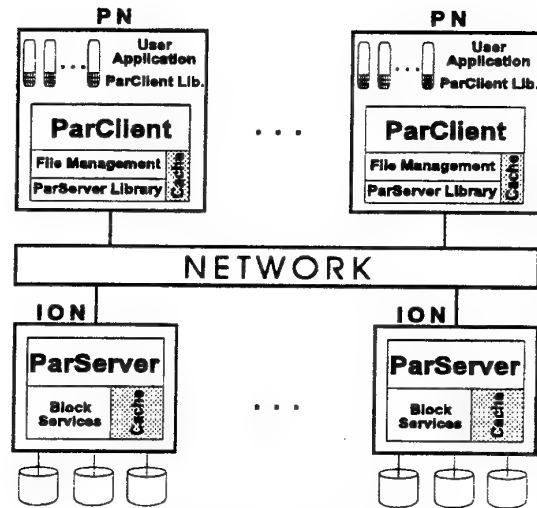 PN
User
Application
ParClient Lib.
ParClient
File Management
ParServer Library
Cache
PN
User
Application
ParClient Lib.
ParClient
File Management
ParServer Library
Cache
NETWORK
ION
ParServer
Block
Services
Cache
ION
ParServer
Block
Services
Cache